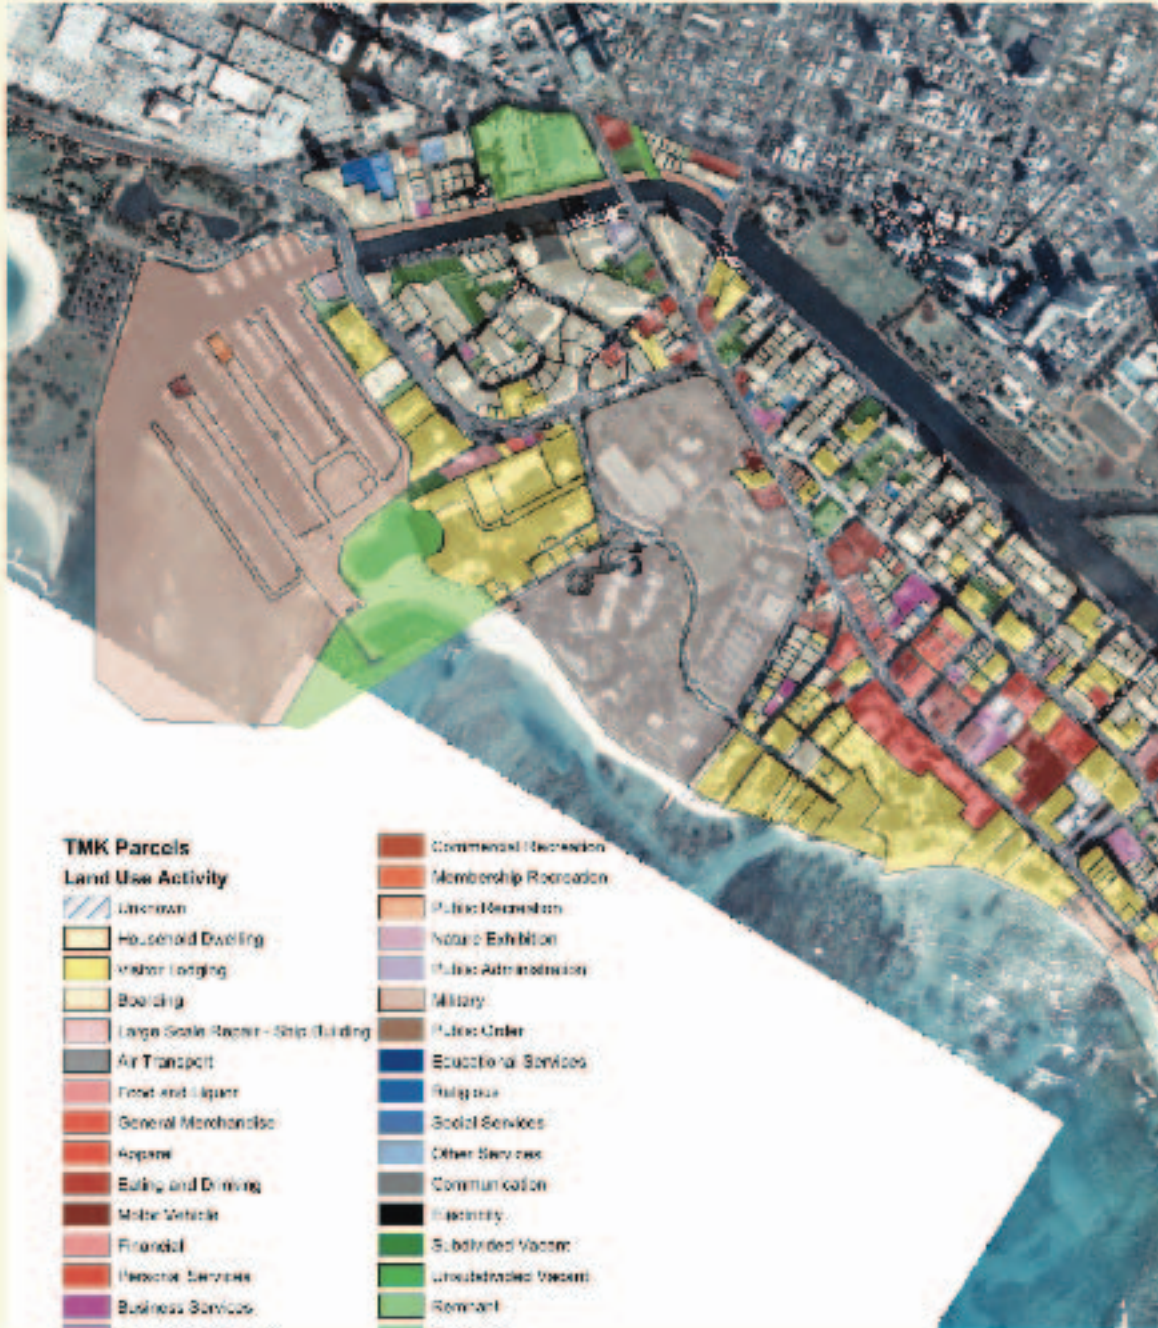 TMK Parcels
Land Use Activity
Unknown
Household Dwelling
Visitor Lodging
Boarding
Large Scale Repair - Ship Building
Air Transport
Food and Liquor
General Merchandise
Apparel
Eating and Drinking
Motor Vehicle
Financial
Personal Services
Business Services
Commercial Recreation
Membership Recreation
Public Recreation
Nature Exhibition
Public Administration
Military
Public Order
Educational Services
Religious
Social Services
Other Services
Communication
Electricity
Subdivided Vacant
Unsubdivided Vacant
Remnant